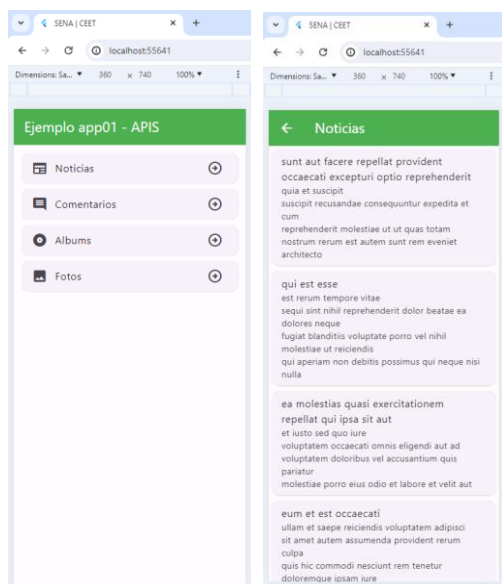 SENA | CEET
localhost:55641
Dimensions: Sa... 360 x 740 100%
Ejemplo app01 - APIS
Noticias
Comentarios
Albums
Fotos
SENA | CEET
localhost:55641
Dimensions: Sa... 360 x 740 100%
Noticias
sunt aut facere repellat provident
occaecati excepturi optio reprehenderit
quia et suscipit
suscipit recusandae consequuntur expedita et
cum
reprehenderit molestiae ut ut quas totam
nostrum rerum est autem sunt rem eveniet
architecto
qui est esse
est rerum tempore vitae
sequi sint nihil reprehenderit dolor beatae ea
dolores neque
fugiat blanditiis voluptate porro vel nihil
molestiae ut reiciendis
qui aperiam non debitis possimus qui neque nisi
nulla
ea molestias quasi exercitationem
repellat qui ipsa sit aut
et iusto sed quo iure
voluptatem occaecati omnis eligendi aut ad
voluptatem doloribus vel accusantium quis
pariatur
molestiae porro eius odio et labore et velit aut
eum et est occaecati
ullam et saepe reiciendis voluptatem adipisci
sit amet autem assumenda provident rerum
culpa
quis hic commodi nesciunt rem tenetur
doloremque ipsam iure